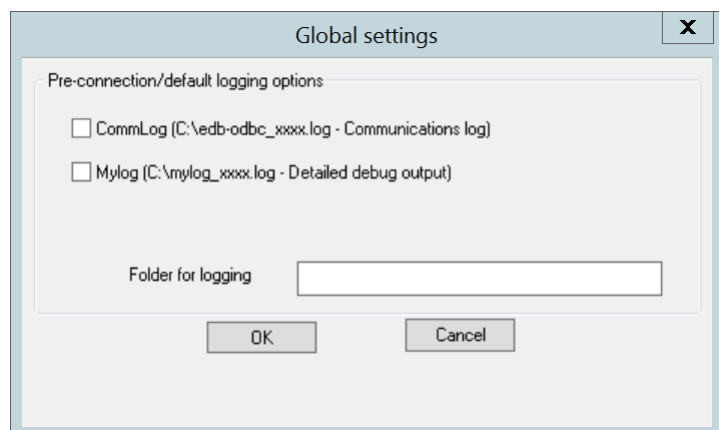 Global settings
X
Pre-connection/default logging options
CommLog (C:\edb-odbc_xxxx.log - Communications log)
Mylog (C:\mylog_xxxx.log - Detailed debug output)
Folder for logging
OK
Cancel